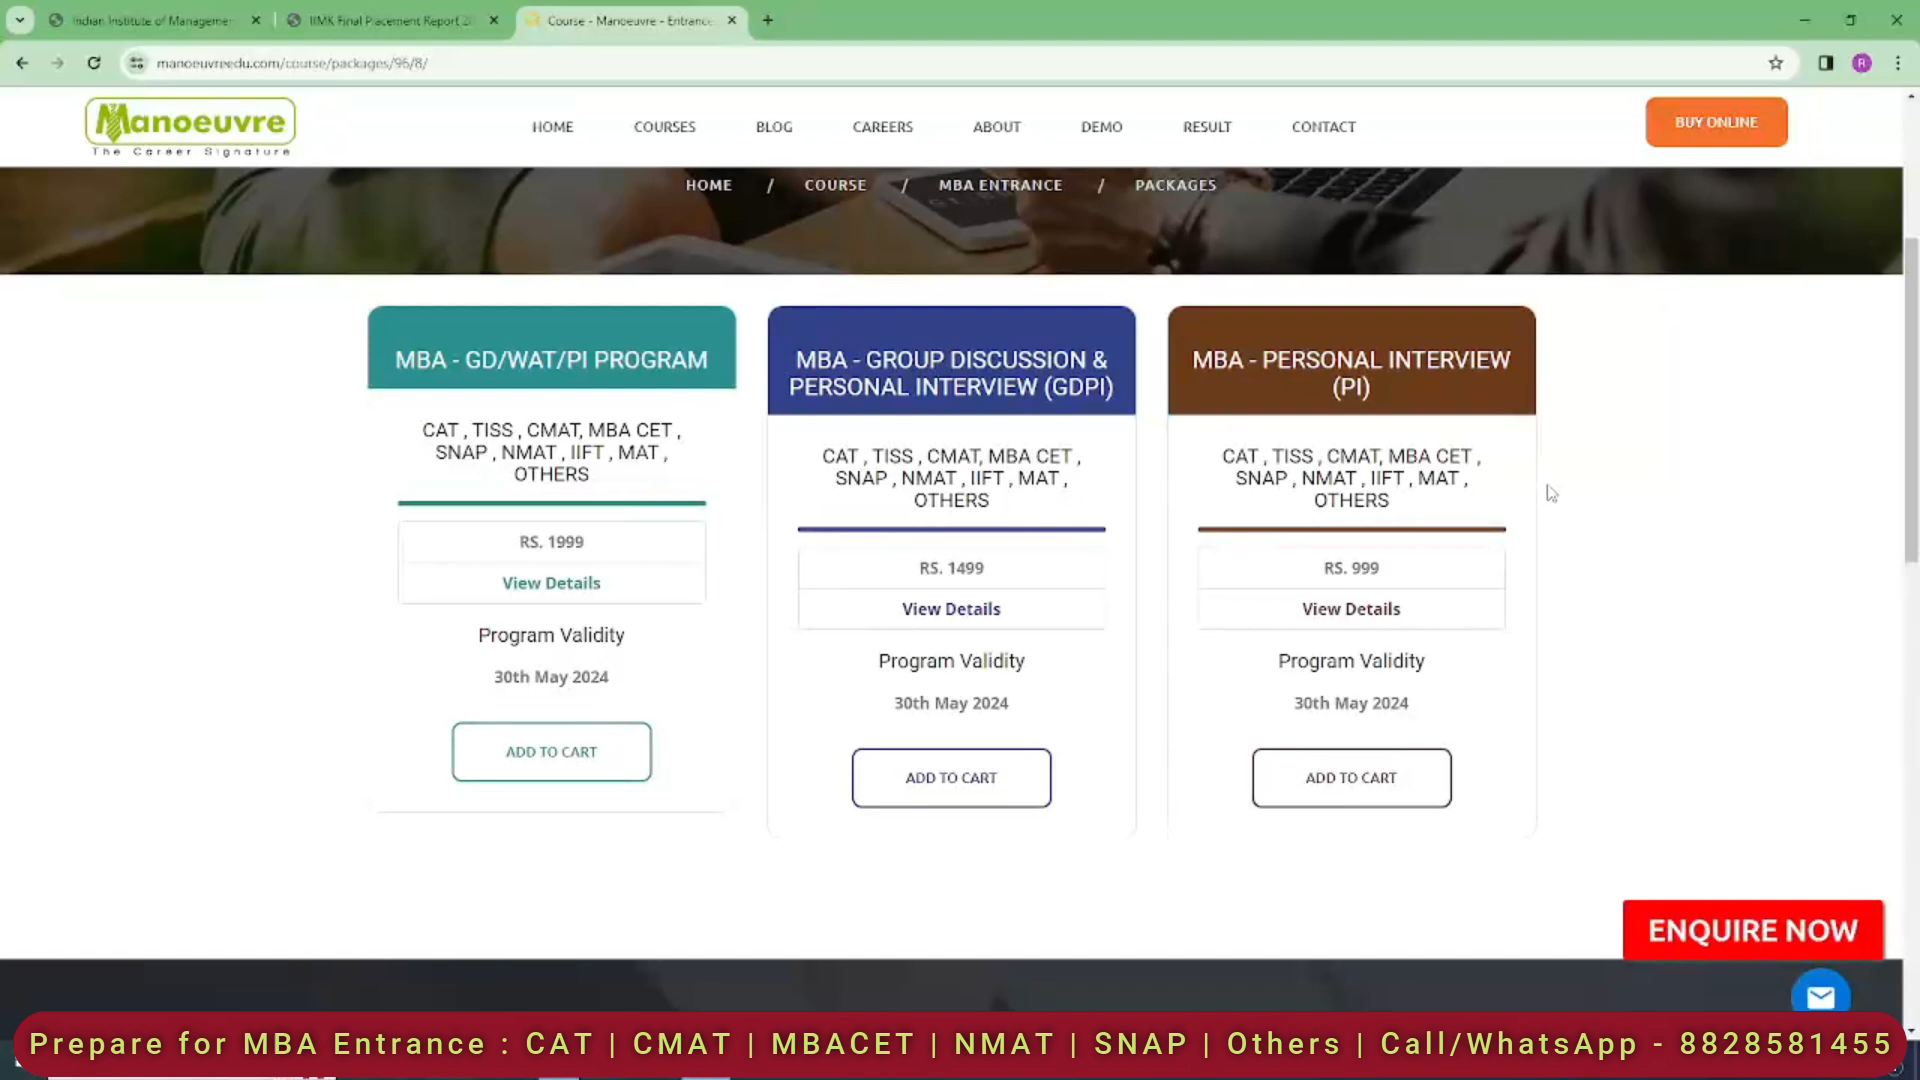 Indian Institute of Managemen
IIMK Final Placement Report 2
Course - Manoeuvre - Entrance
manoeuvreedu.com/course/packages/96/8/
R
Manoeuvre
The Career Signature
HOME
COURSES
BLOG
CAREERS
ABOUT
DEMO
RESULT
CONTACT
BUY ONLINE
HOME / COURSE / MBA ENTRANCE / PACKAGES
MBA - GD/WAT/PI PROGRAM
CAT , TISS , CMAT, MBA CET ,
SNAP , NMAT , IIFT , MAT ,
OTHERS
RS. 1999
View Details
Program Validity
30th May 2024
ADD TO CART
MBA - GROUP DISCUSSION &
PERSONAL INTERVIEW (GDPI)
CAT , TISS , CMAT, MBA CET ,
SNAP , NMAT , IIFT , MAT ,
OTHERS
RS. 1499
View Details
Program Validity
30th May 2024
ADD TO CART
MBA - PERSONAL INTERVIEW
(PI)
CAT , TISS , CMAT, MBA CET ,
SNAP , NMAT , IIFT , MAT ,
OTHERS
RS. 999
View Details
Program Validity
30th May 2024
ADD TO CART
ENQUIRE NOW
Prepare for MBA Entrance : CAT | CMAT | MBACET | NMAT | SNAP | Others | Call/WhatsApp - 8828581455